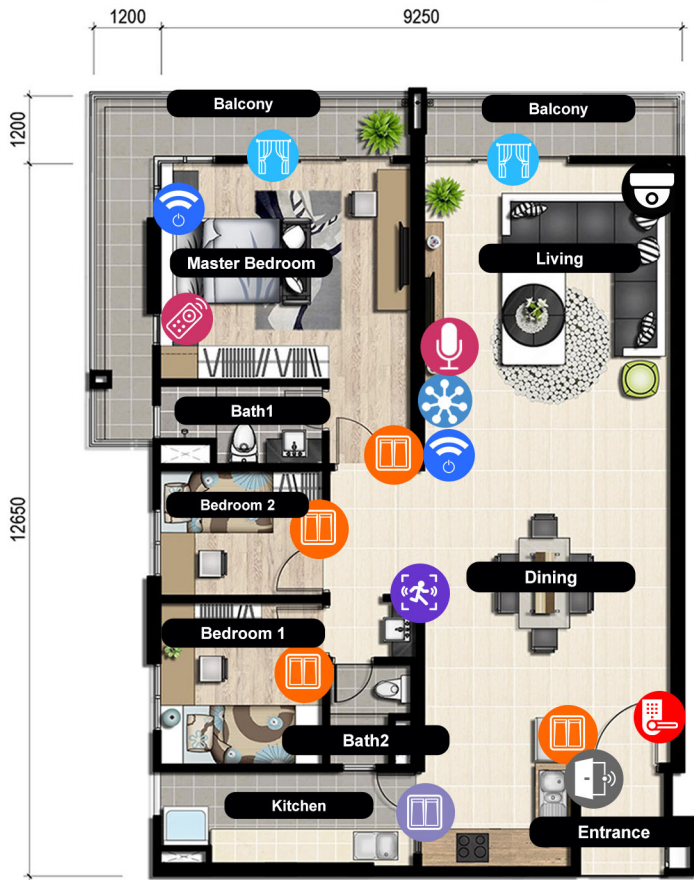 1200
9250
1200
Balcony
Balcony
Master Bedroom
Living
Bath1
Bedroom 2
12650
Dining
Bedroom 1
Bath2
Kitchen
Entrance